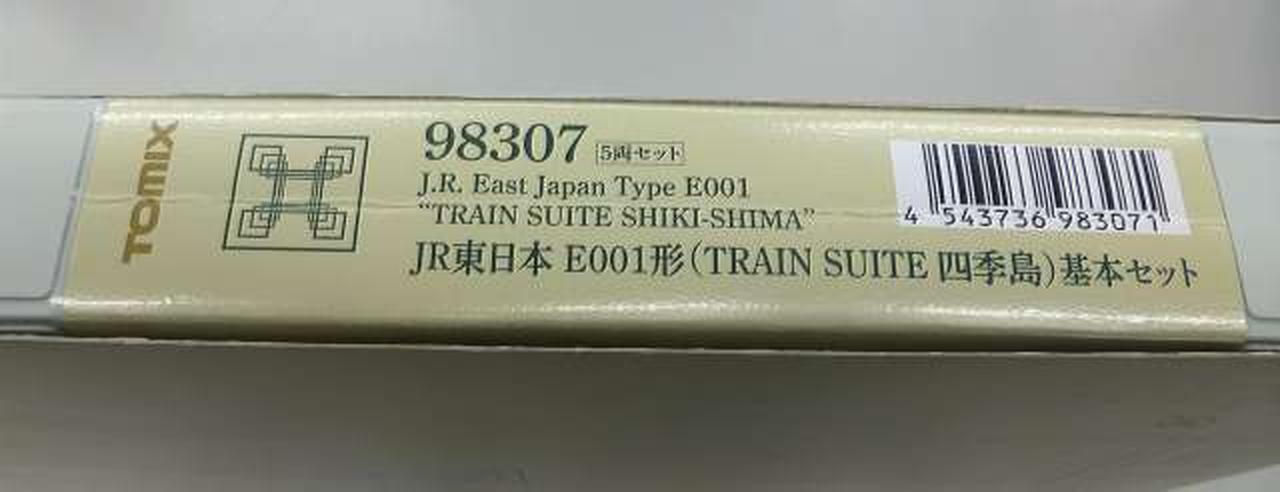 TOMIX
98307 5両セット
J.R. East Japan Type E001
“TRAIN SUITE SHIKI-SHIMA”
JR東日本 E001形(TRAIN SUITE 四季島)基本セット
4 543736 983071